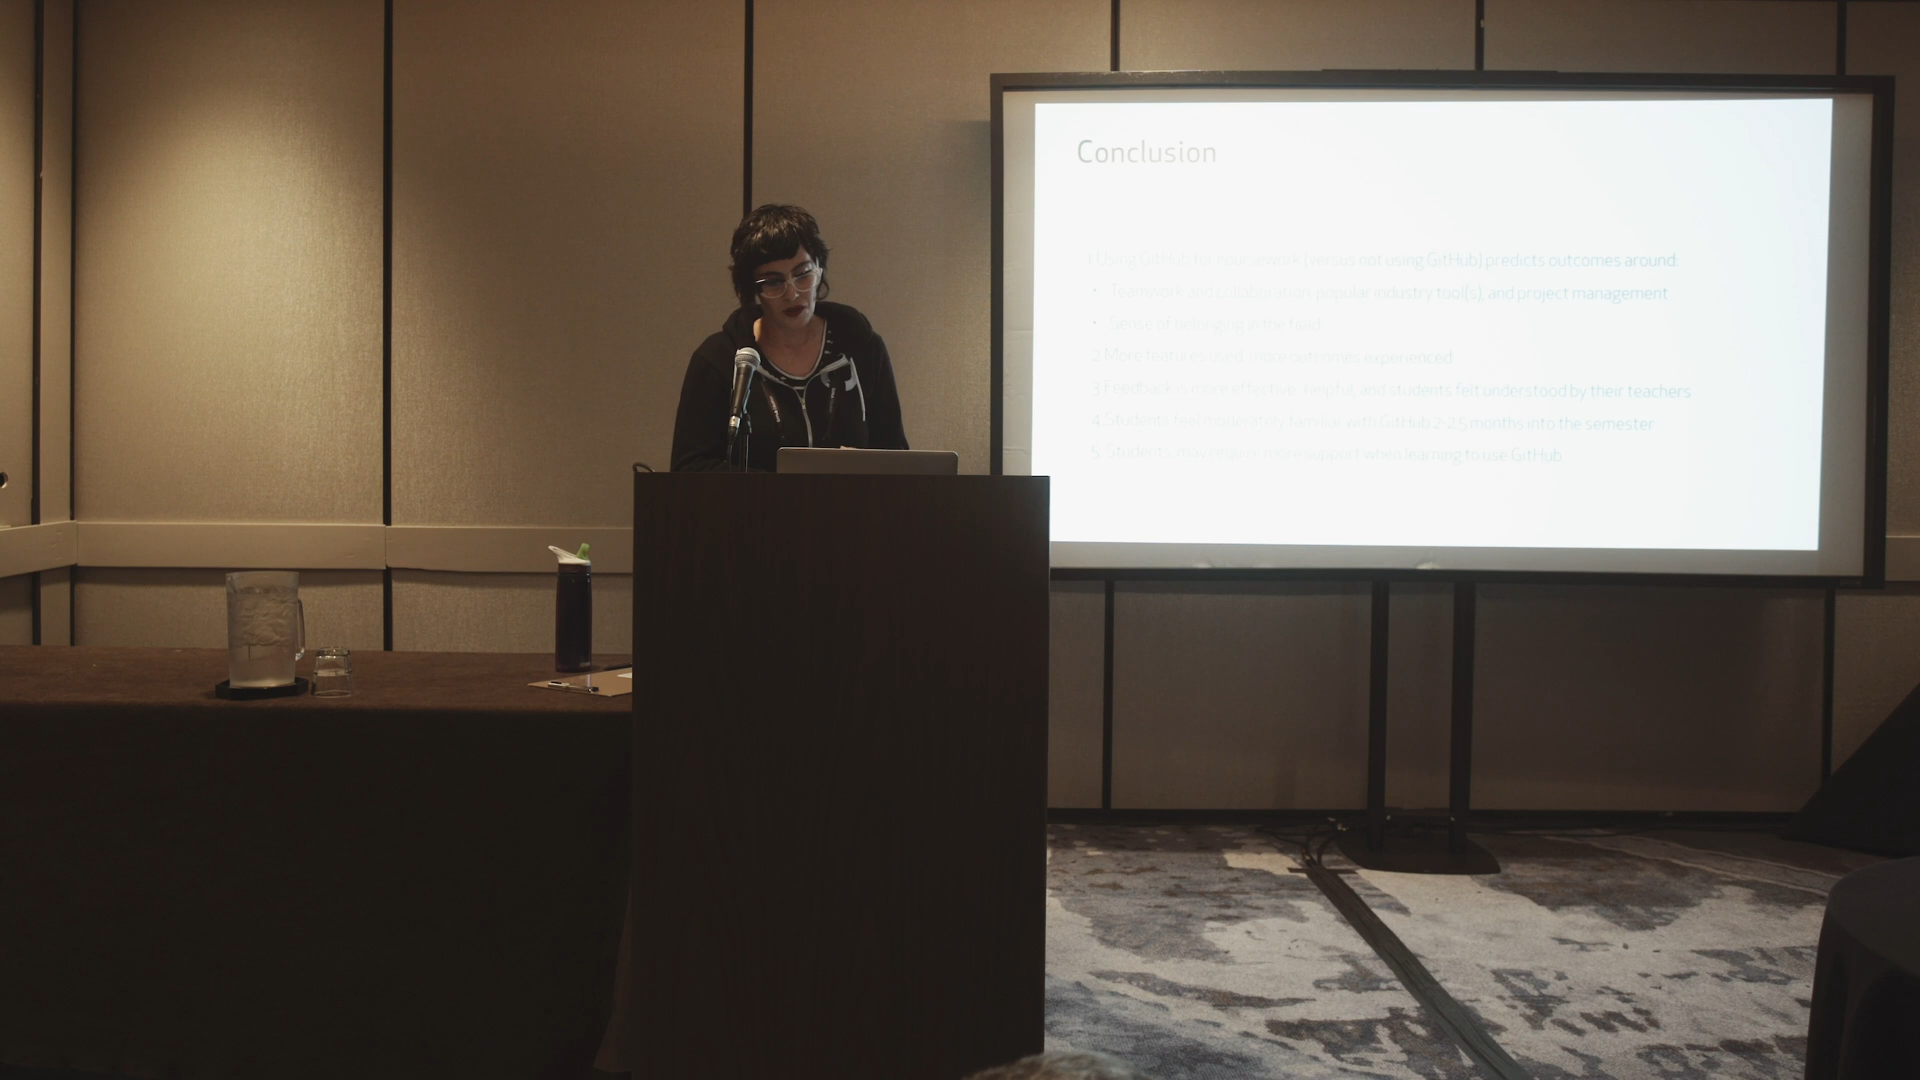 Conclusion
1 Using GitHub for coursework (versus not using GitHub) predicts outcomes around:
• Teamwork and collaboration, popular industry tool(s), and project management
• Sense of belonging in the field
2 More features used, more outcomes experienced
3 Feedback is more effective, helpful, and students felt understood by their teachers
4 Students feel moderately familiar with GitHub 2-2.5 months into the semester
5 Students may require more support when learning to use GitHub